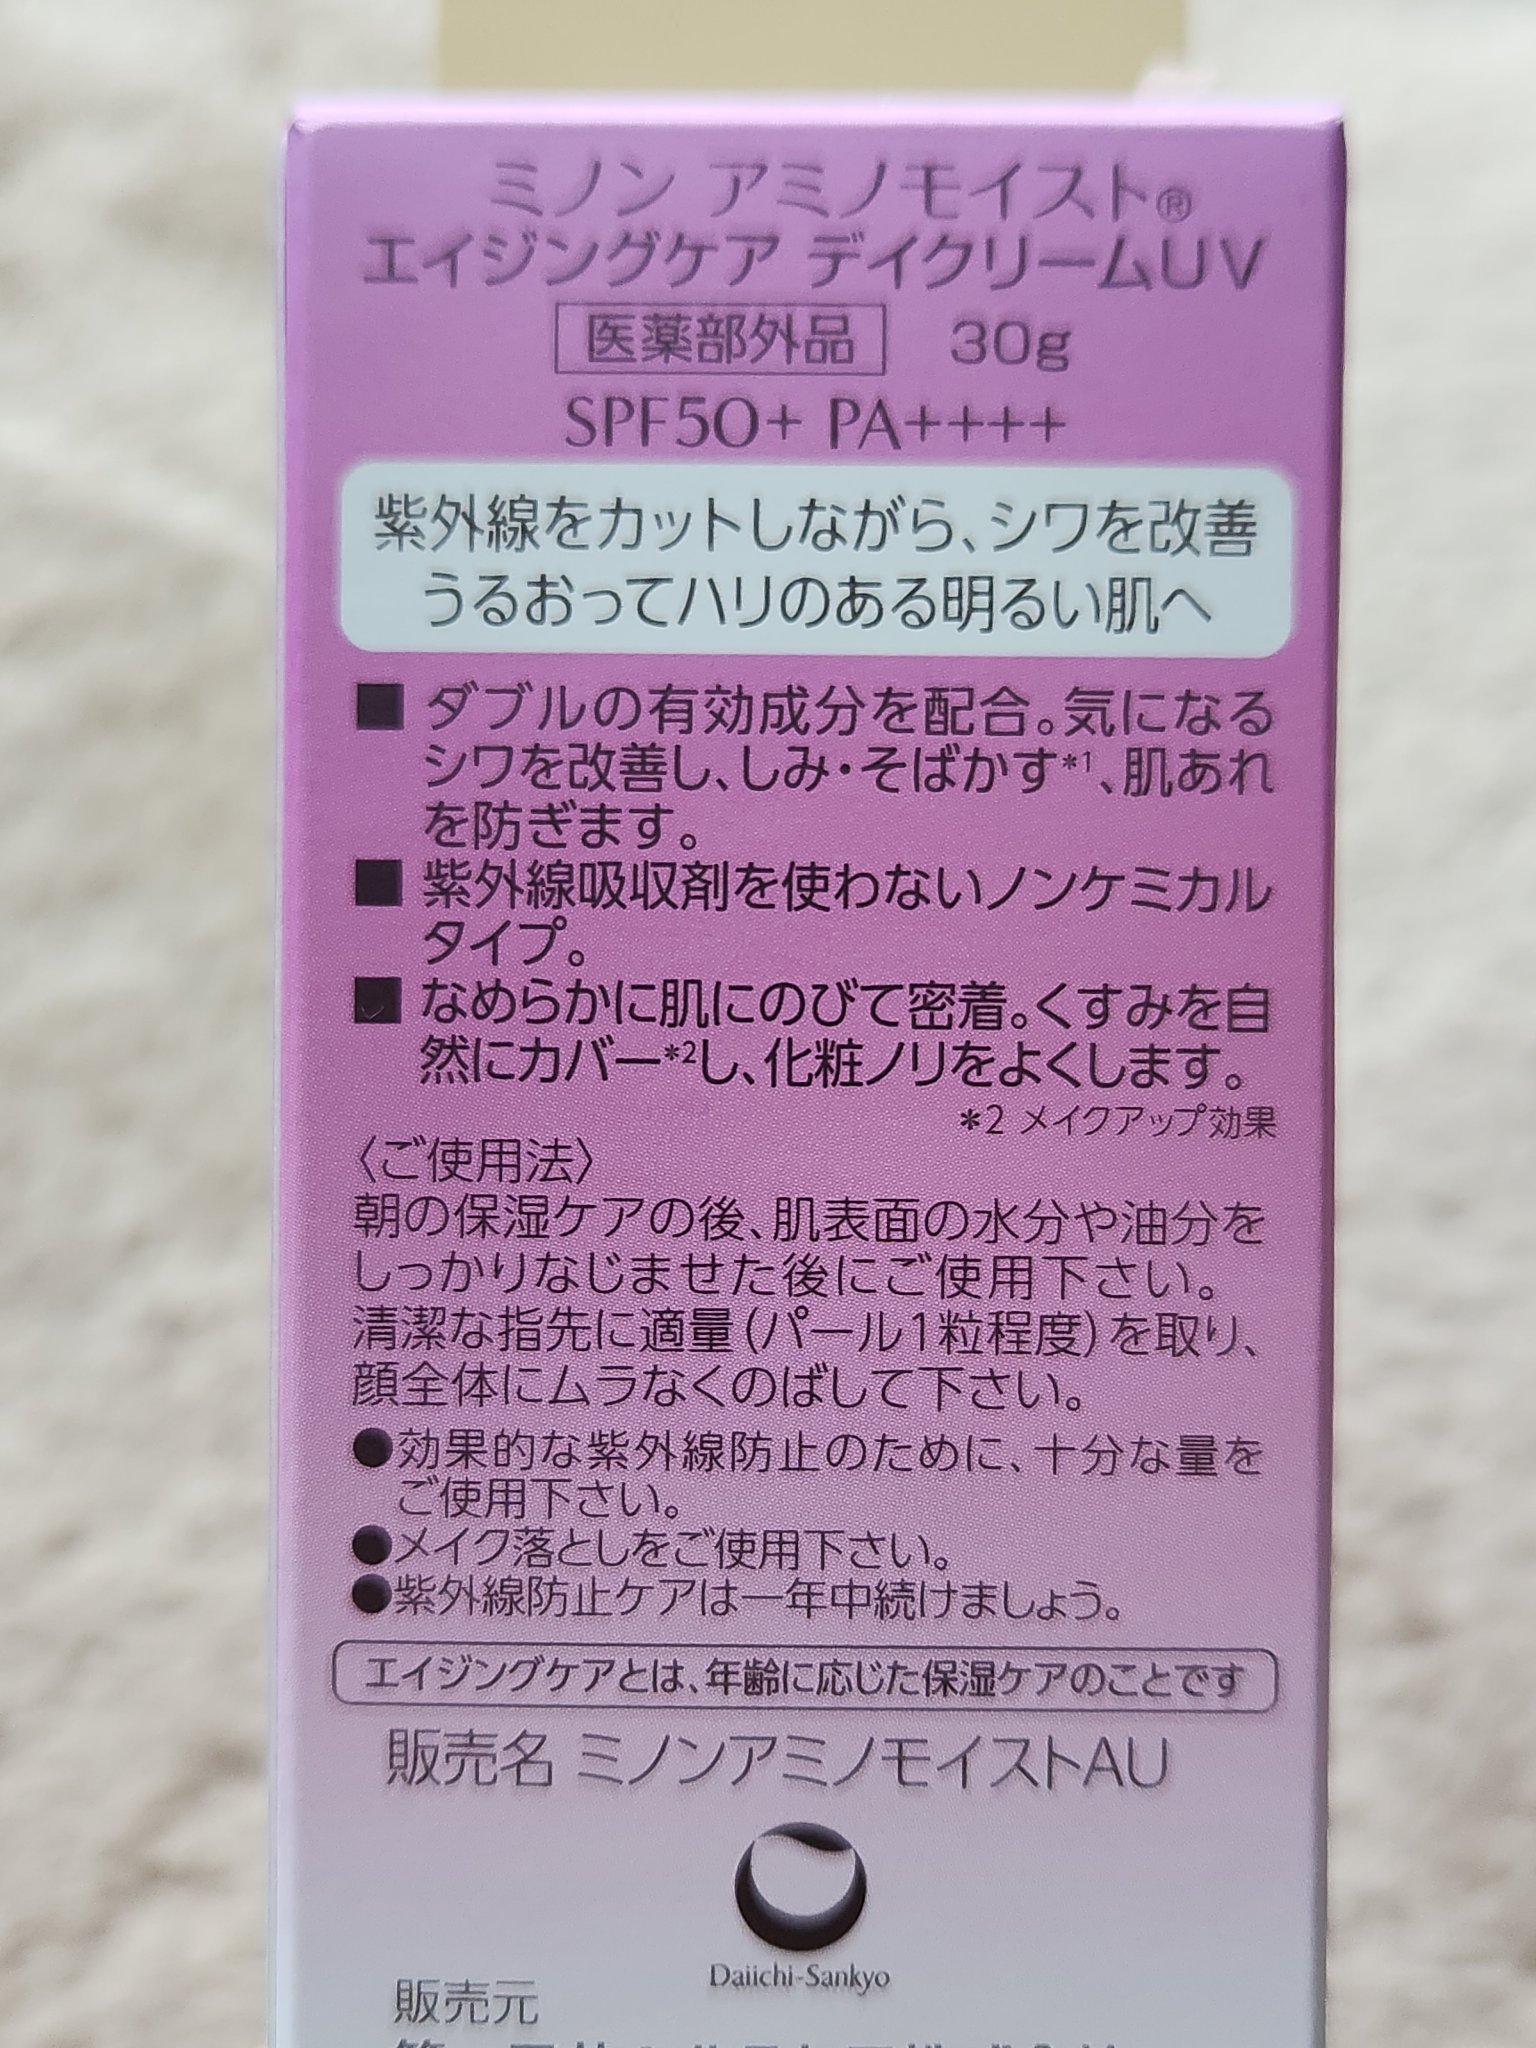 ミノン アミノモイスト®
エイジングケア デイクリームUV
医薬部外品 30g
SPF50+ PA++++
紫外線をカットしながら、シワを改善
うるおってハリのある明るい肌へ
■ ダブルの有効成分を配合。気になる
シワを改善し、しみ・そばかす*1、肌あれ
を防ぎます。
■ 紫外線吸収剤を使わないノンケミカル
タイプ。
■ なめらかに肌にのびて密着。くすみを自
然にカバー*2し、化粧ノリをよくします。
*2 メイクアップ効果
〈ご使用法〉
朝の保湿ケアの後、肌表面の水分や油分を
しっかりなじませた後にご使用下さい。
清潔な指先に適量(パール1粒程度)を取り、
顔全体にムラなくのばして下さい。
●効果的な紫外線防止のために、十分な量を
ご使用下さい。
●メイク落としをご使用下さい。
●紫外線防止ケアは一年中続けましょう。
エイジングケアとは、年齢に応じた保湿ケアのことです
販売名 ミノンアミノモイストAU
Daiichi-Sankyo
販売元